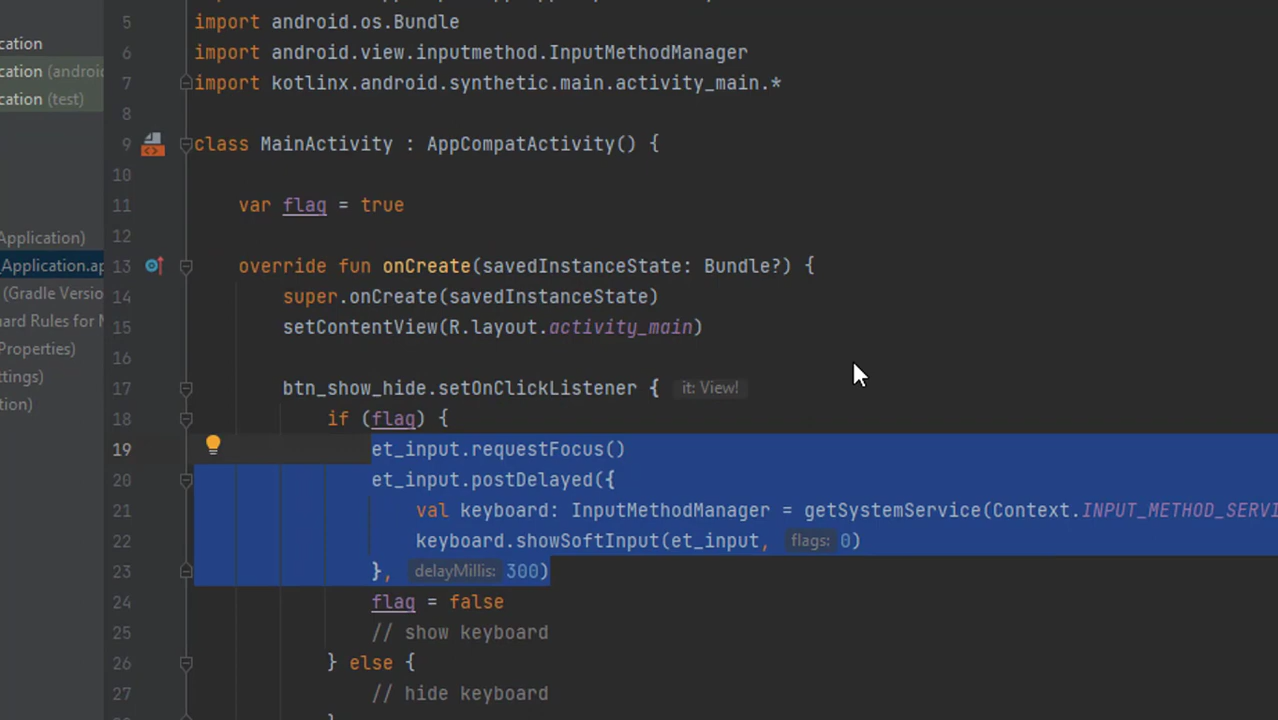 5 import android.os.Bundle
cation
6 import android.view.inputmethod.InputMethodManager
cation (androi
7 import kotlinx.android.synthetic.main.activity_main.*
cation (test)
8
9 class MainActivity : AppCompatActivity() {
10
11 var flag = true
12
Application)
13 override fun onCreate(savedInstanceState: Bundle?) {
_Application.ap
14 super.onCreate(savedInstanceState)
(Gradle Versio
15 setContentView(R.layout.activity_main)
ard Rules for M
16
Properties)
17 btn_show_hide.setOnClickListener { it: View!
ttings)
18 if (flag) {
tion)
19 et_input.requestFocus()
20 et_input.postDelayed({
21 val keyboard: InputMethodManager = getSystemService(Context.INPUT_METHOD_SERVI
22 keyboard.showSoftInput(et_input, flags: 0)
23 }, delayMillis: 300)
24 flag = false
25 // show keyboard
26 } else {
27 // hide keyboard
}